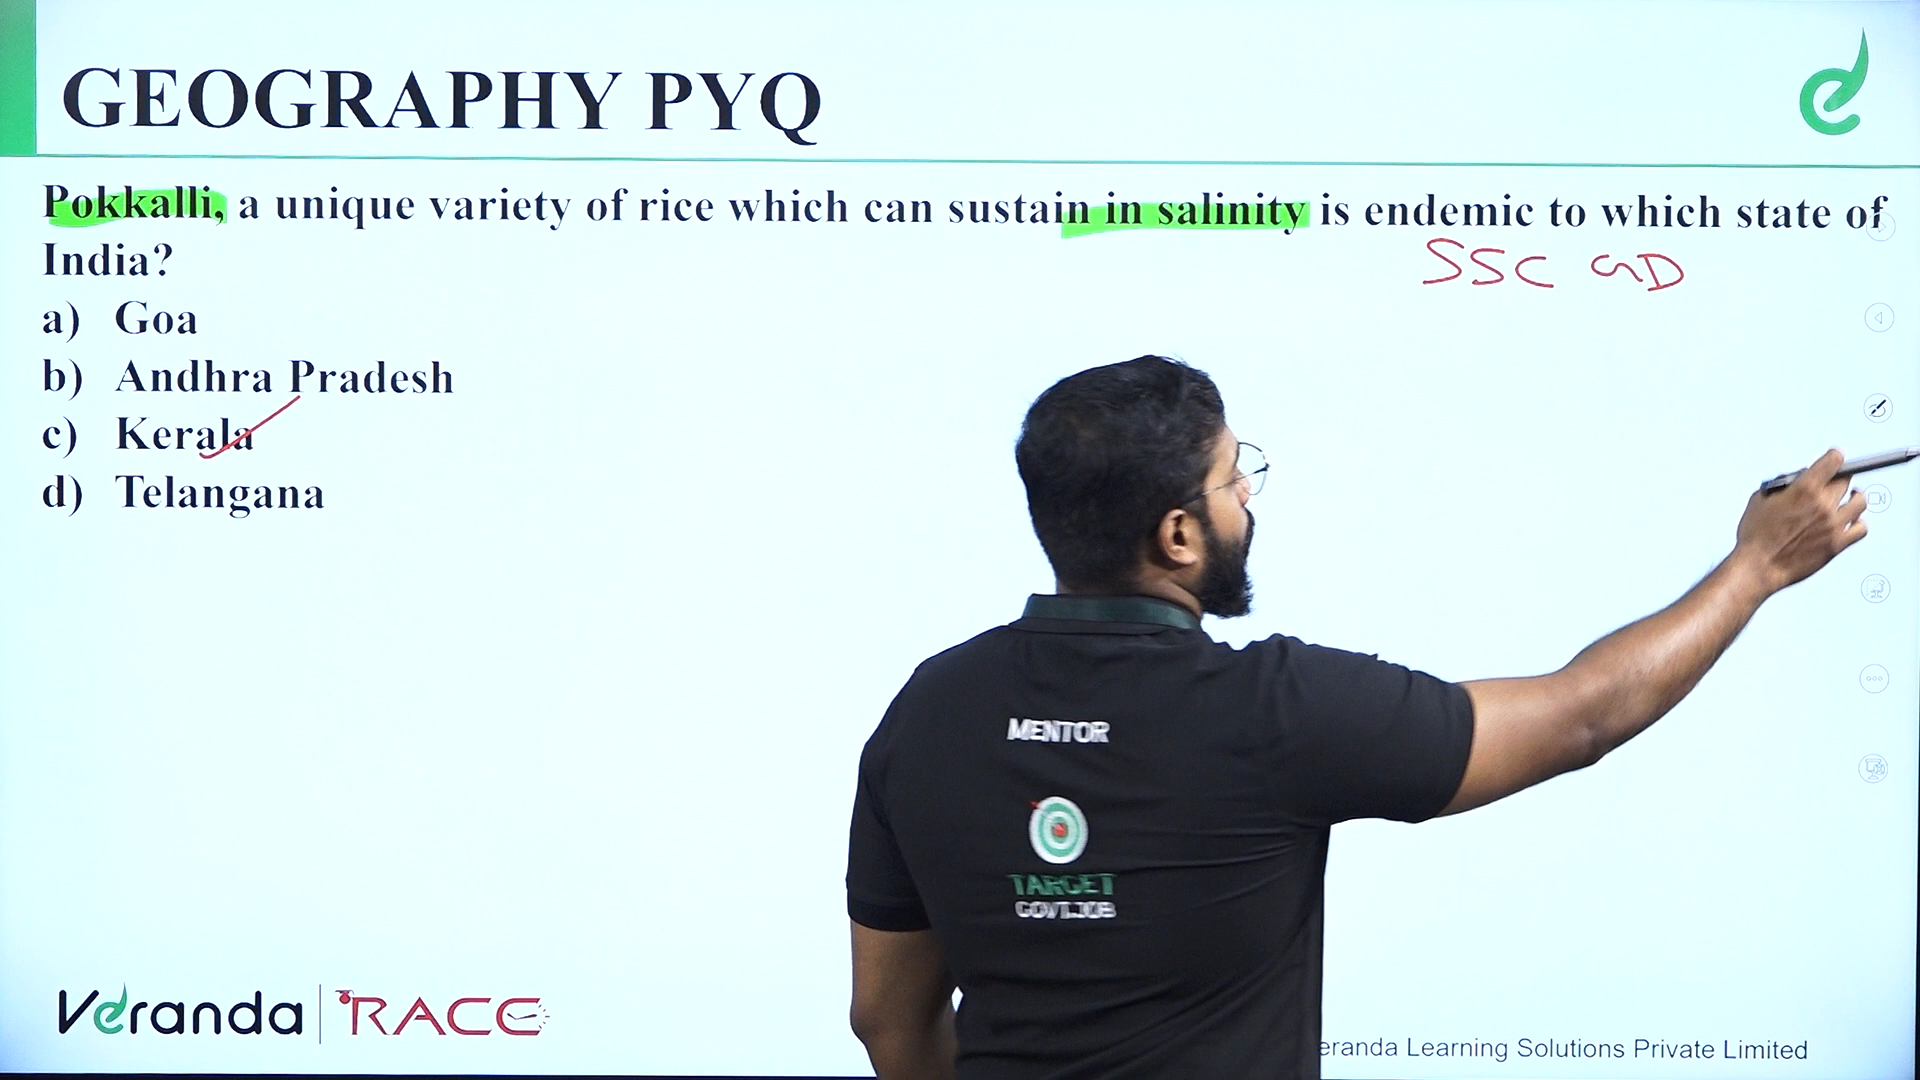 GEOGRAPHY PYQ
Pokkalli, a unique variety of rice which can sustain in salinity is endemic to which state of
India?
SSC GD
a) Goa
b) Andhra Pradesh
c) Kerala
d) Telangana
MENTOR
TARGET
GOVT.JOB
Veranda RACE
eranda Learning Solutions Private Limited